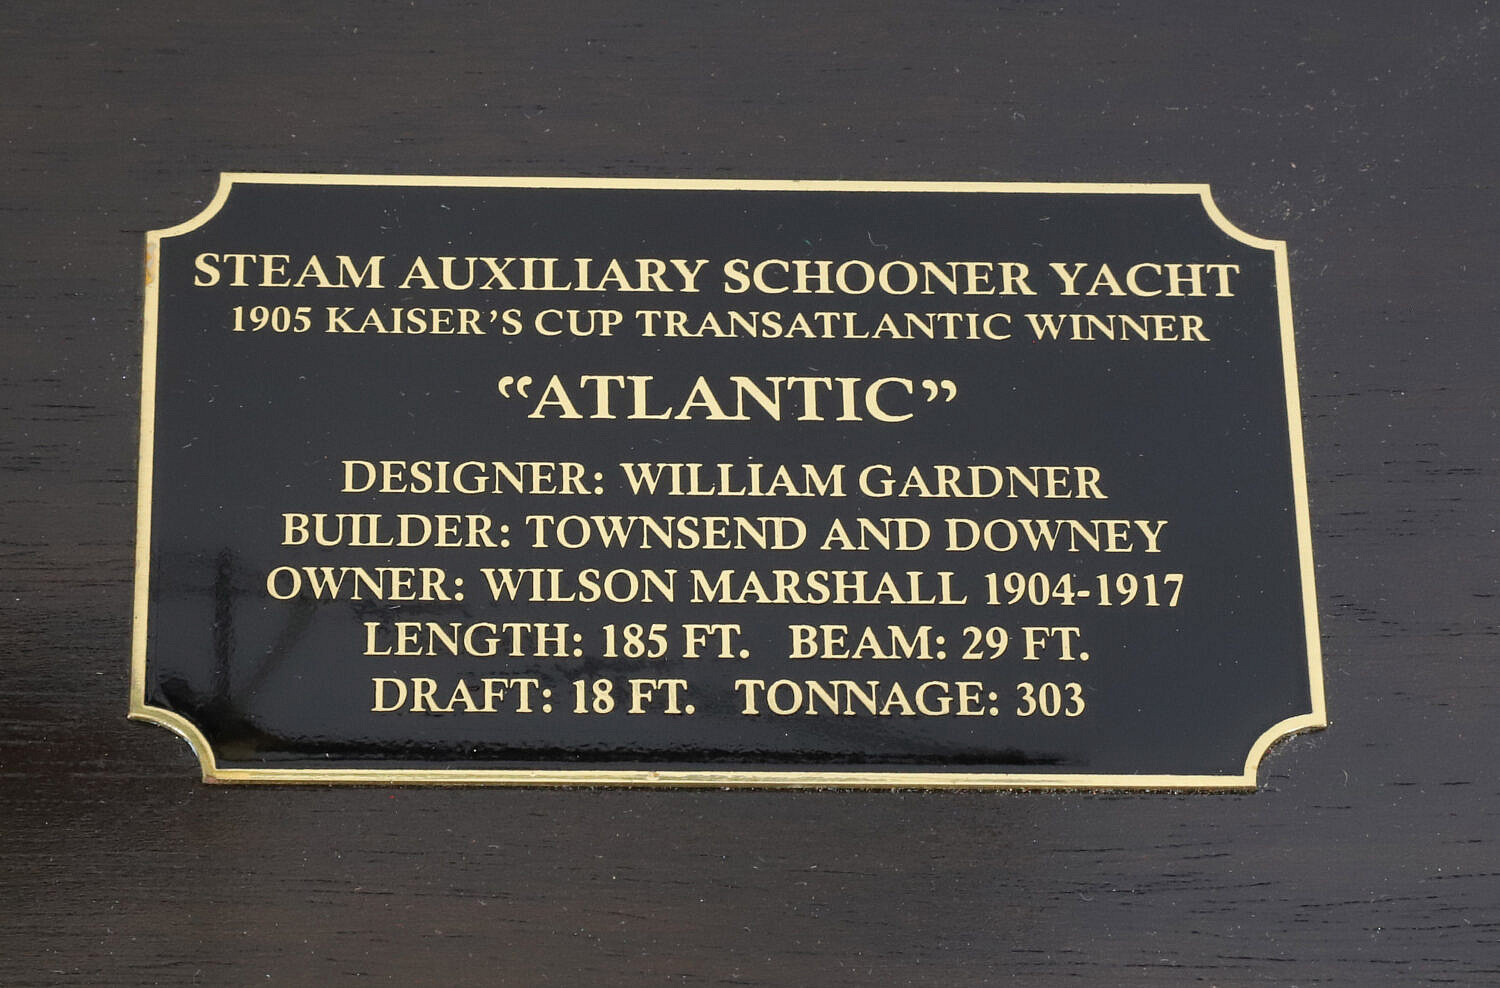 STEAM AUXILIARY SCHOONER YACHT
1905 KAISER'S CUP TRANSATLANTIC WINNER
“ATLANTIC”
DESIGNER: WILLIAM GARDNER
BUILDER: TOWNSEND AND DOWNEY
OWNER: WILSON MARSHALL 1904-1917
LENGTH: 185 FT. BEAM: 29 FT.
DRAFT: 18 FT. TONNAGE: 303